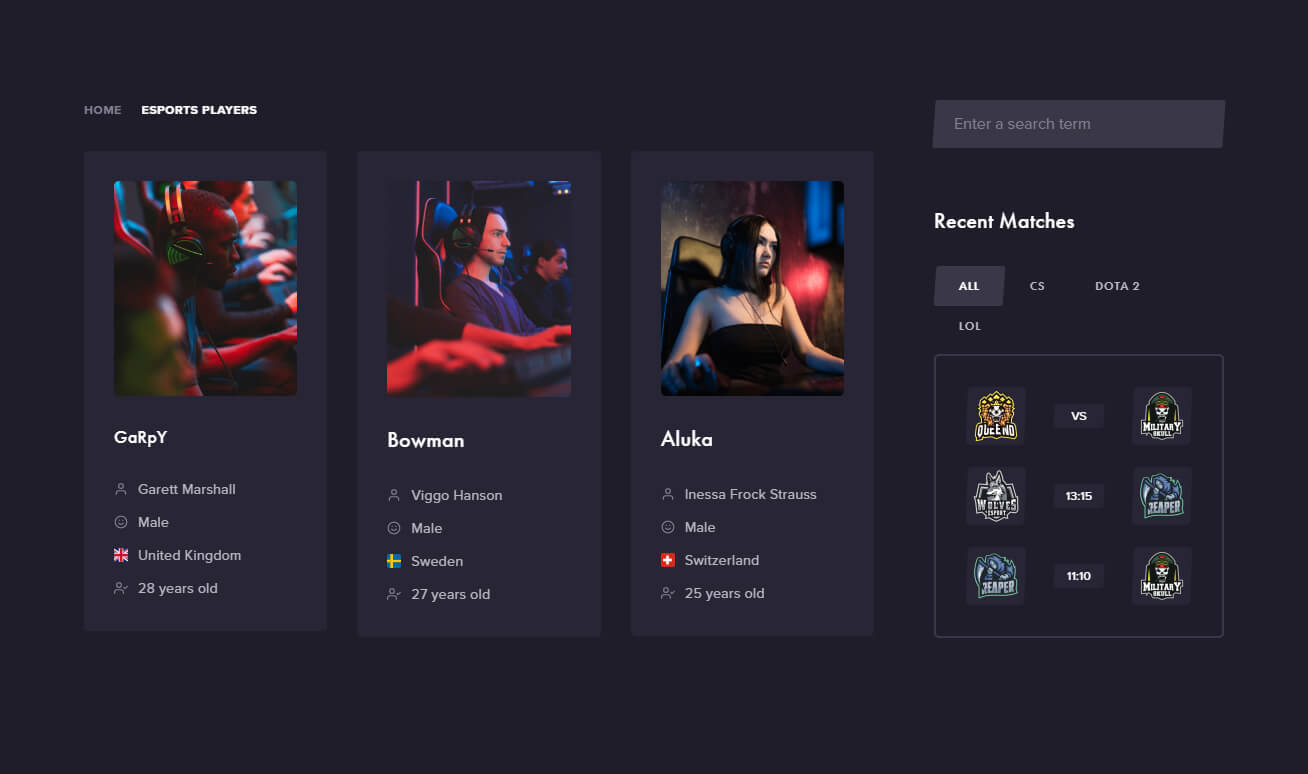 HOME
ESPORTS PLAYERS
Enter a search term
GaRpY
Garett Marshall
Male
United Kingdom
28 years old
Bowman
Viggo Hanson
Male
Sweden
27 years old
Aluka
Inessa Frock Strauss
Male
Switzerland
25 years old
Recent Matches
ALL
CS
DOTA 2
LOL
QUEEND
VS
MILITARY
SKULL
WOLVES
ESPORT
13:15
REAPER
REAPER
11:10
MILITARY
SKULL